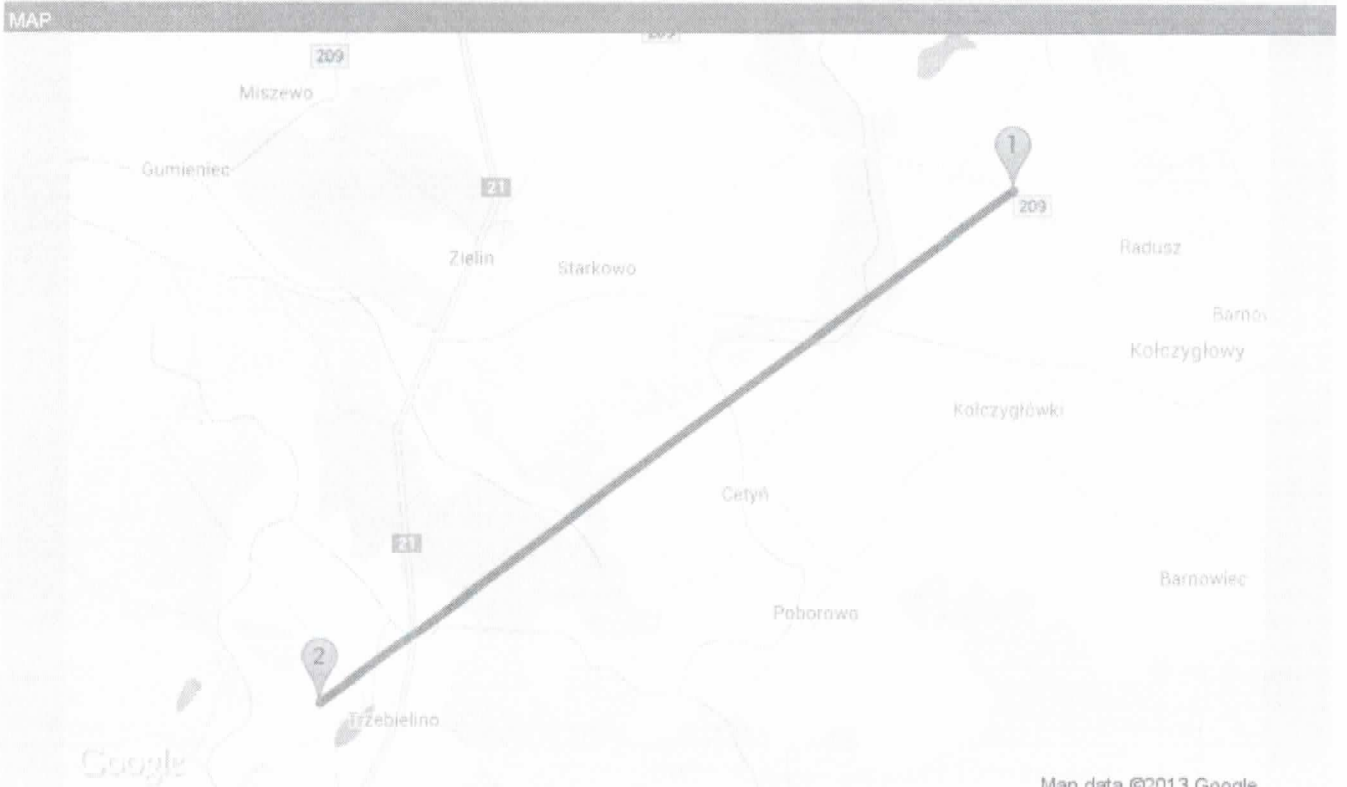 MAP
209
209
Miszewo
1
Gumieniec
21
209
Radusz
Zielin
Starkowo
Kołczygłowy
Kołczygłówki
Cetyń
21
Barnowiec
Poborowo
2
Trzebielino
Google
Map data ©2013 Google